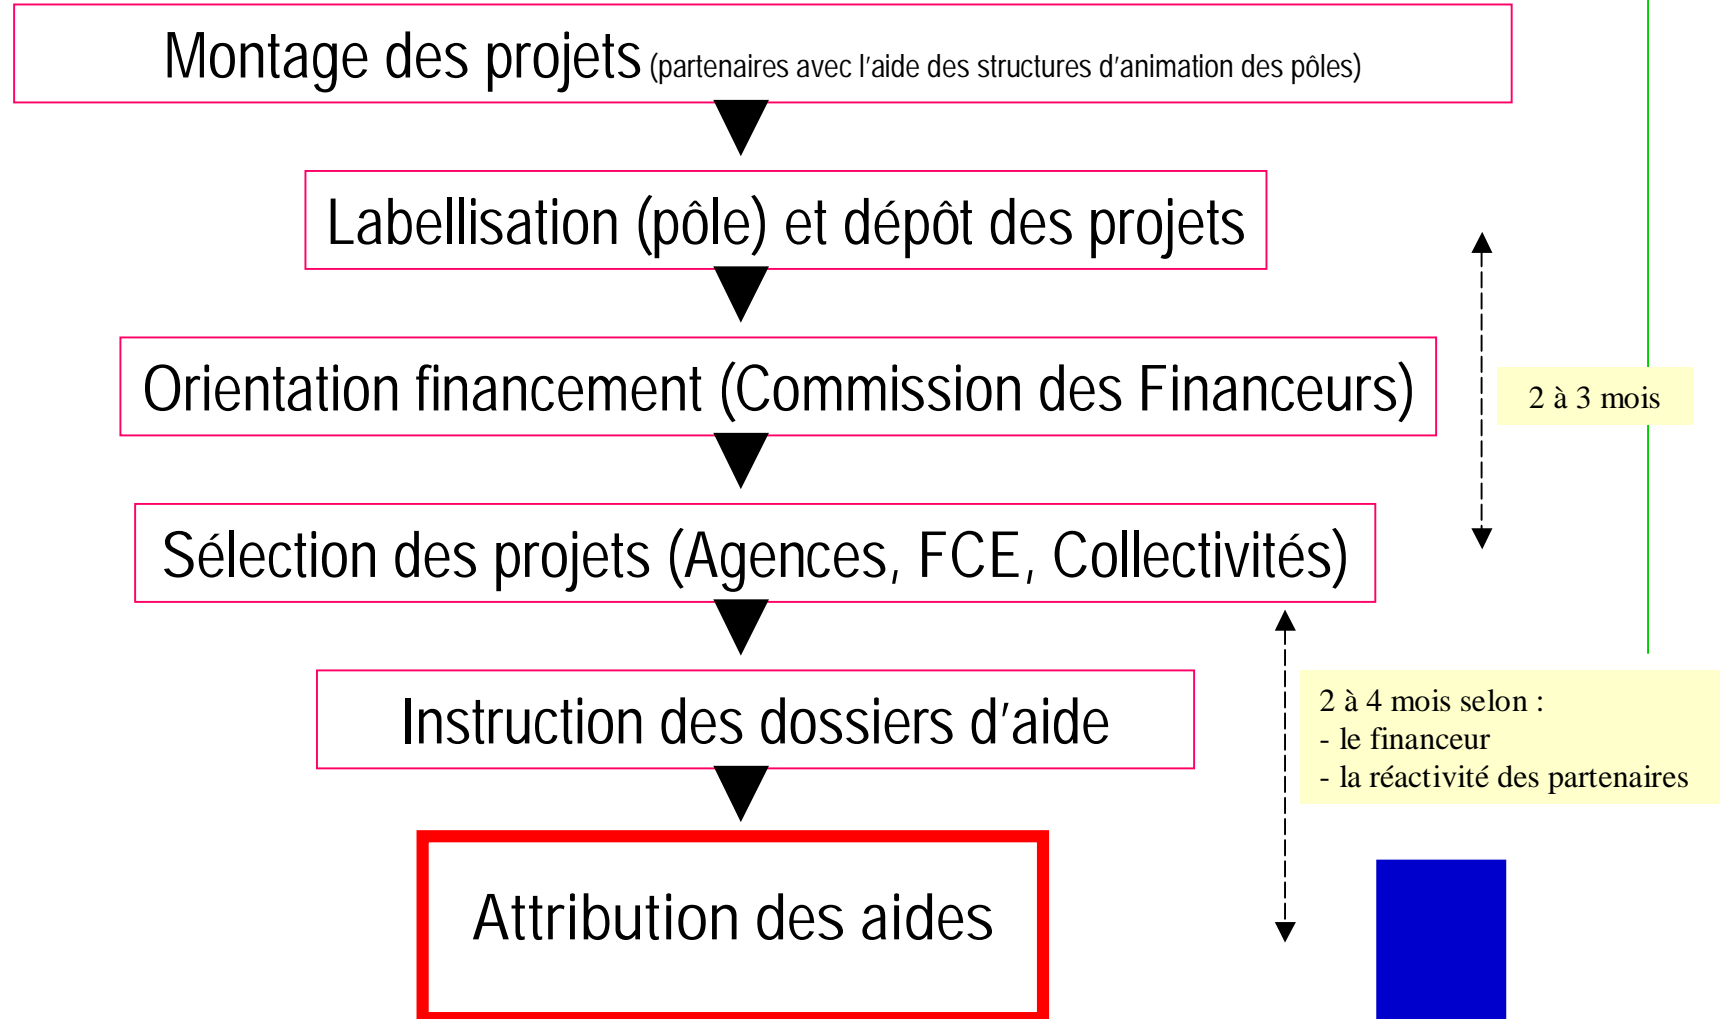 Montage des projets (partenaires avec l'aide des structures d'animation des pôles)
Labellisation (pôle) et dépôt des projets
Orientation financement (Commission des Financeurs)
2 à 3 mois
Sélection des projets (Agences, FCE, Collectivités)
Instruction des dossiers d'aide
2 à 4 mois selon :
- le financeur
- la réactivité des partenaires
Attribution des aides